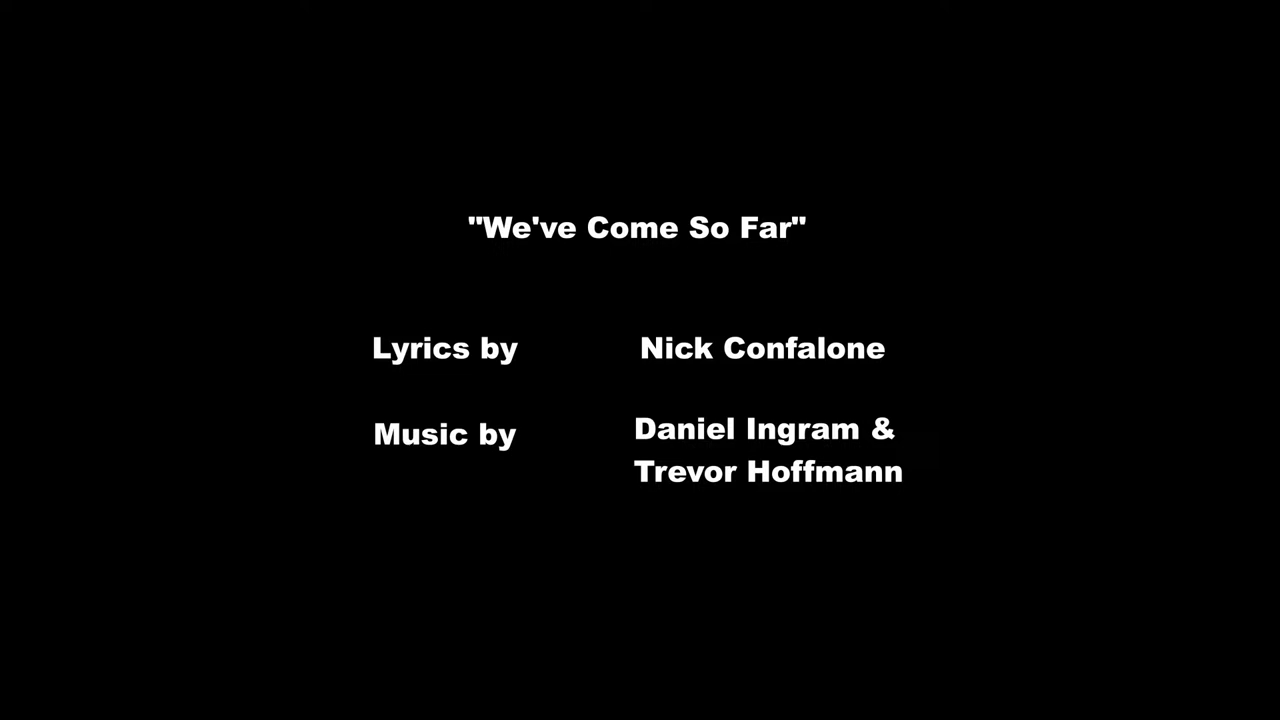 "We've Come So Far"
Lyrics by Nick Confalone
Music by Daniel Ingram &
Trevor Hoffmann